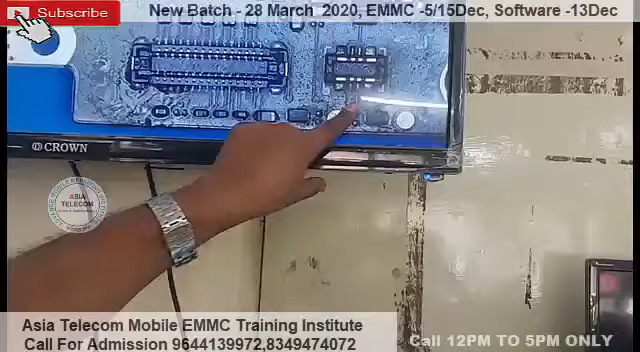 Subscribe
New Batch - 28 March 2020, EMMC -5/15Dec, Software -13Dec
CROWN
ASIA
TELECOM
Asia Telecom Mobile EMMC Training Institute
Call For Admission 9644139972,8349474072
Call 12PM TO 5PM ONLY